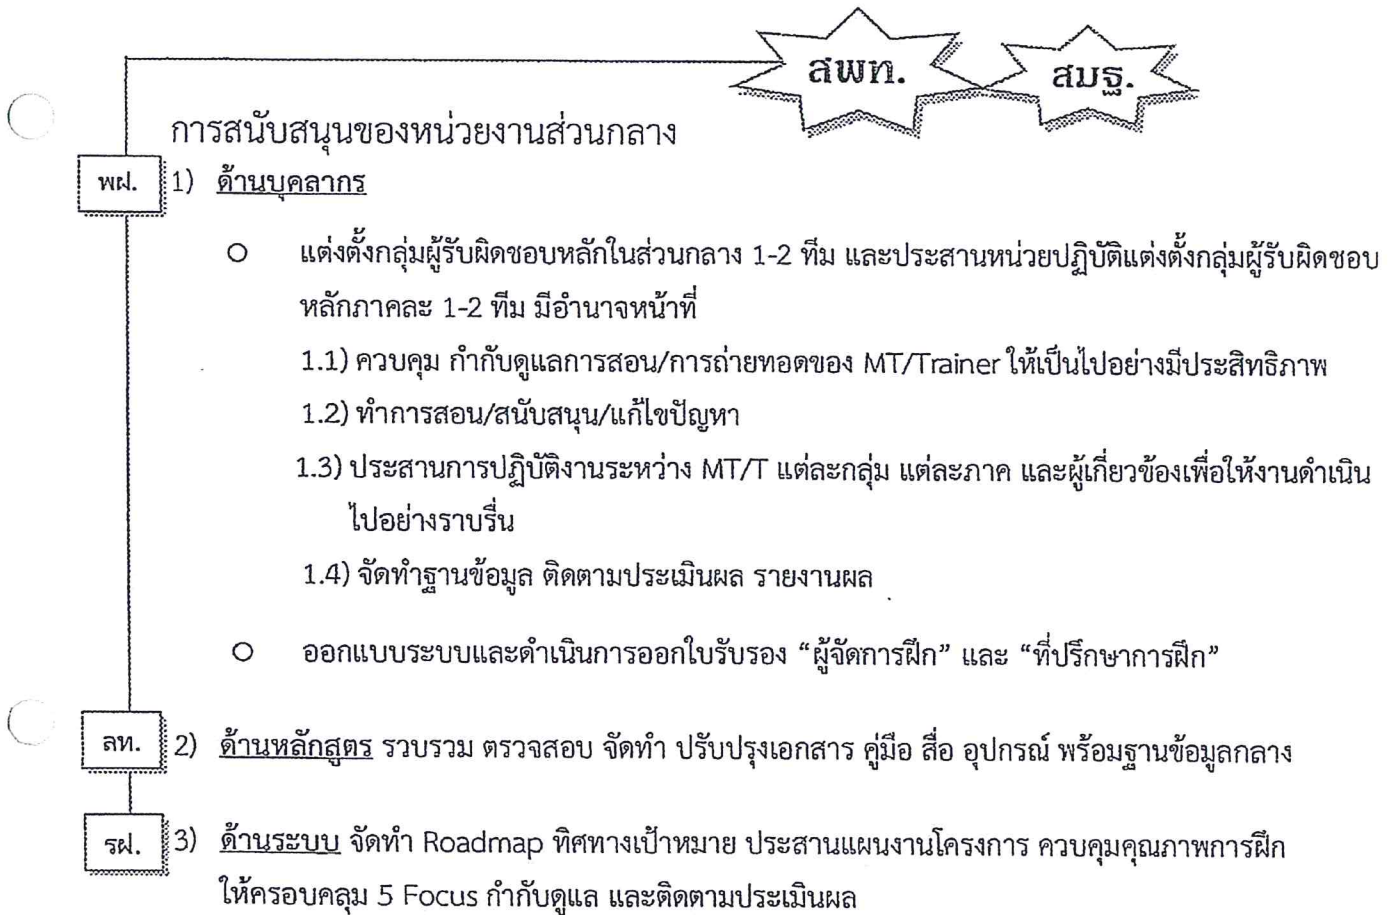 สพท.
สมฐ.
การสนับสนุนของหน่วยงานส่วนกลาง
พฝ.
1) ด้านบุคลากร
○ แต่งตั้งกลุ่มผู้รับผิดชอบหลักในส่วนกลาง 1-2 ทีม และประสานหน่วยปฏิบัติแต่งตั้งกลุ่มผู้รับผิดชอบ
หลักภาคละ 1-2 ทีม มีอำนาจหน้าที่
1.1) ควบคุม กำกับดูแลการสอน/การถ่ายทอดของ MT/Trainer ให้เป็นไปอย่างมีประสิทธิภาพ
1.2) ทำการสอน/สนับสนุน/แก้ไขปัญหา
1.3) ประสานการปฏิบัติงานระหว่าง MT/T แต่ละกลุ่ม แต่ละภาค และผู้เกี่ยวข้องเพื่อให้งานดำเนิน
ไปอย่างราบรื่น
1.4) จัดทำฐานข้อมูล ติดตามประเมินผล รายงานผล
○ ออกแบบระบบและดำเนินการออกใบรับรอง “ผู้จัดการฝึก” และ “ที่ปรึกษาการฝึก”
ลท.
2) ด้านหลักสูตร รวบรวม ตรวจสอบ จัดทำ ปรับปรุงเอกสาร คู่มือ สื่อ อุปกรณ์ พร้อมฐานข้อมูลกลาง
รฝ.
3) ด้านระบบ จัดทำ Roadmap ทิศทางเป้าหมาย ประสานแผนงานโครงการ ควบคุมคุณภาพการฝึก
ให้ครอบคลุม 5 Focus กำกับดูแล และติดตามประเมินผล